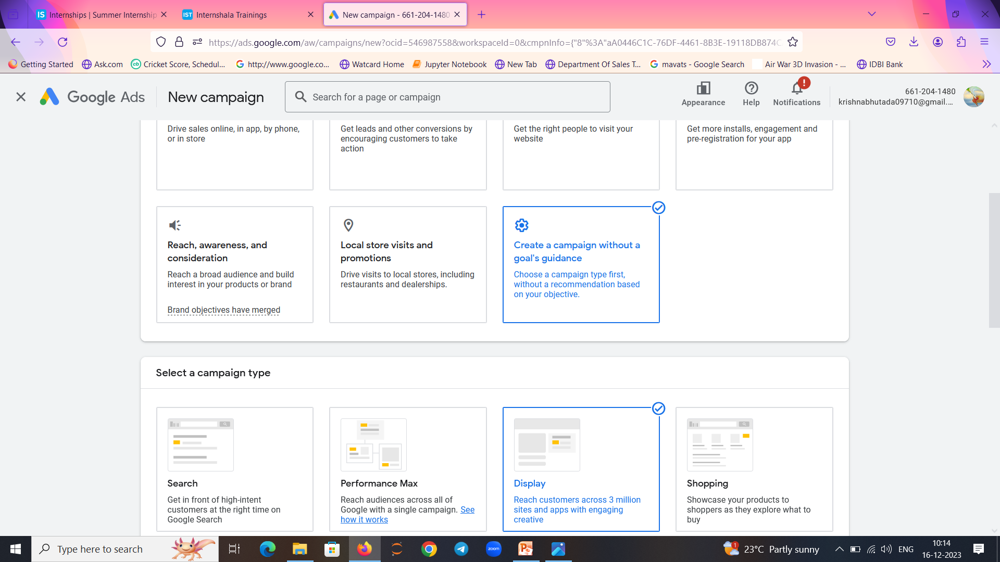 Internships | Summer Internship
Internshala Trainings
New campaign - 661-204-1480
https://ads.google.com/aw/campaigns/new?ocid=546987558&workspaceId=0&cmpnInfo={"8"%3A"aA0446C1C-76DF-4461-8B3E-19118DB874C
Getting Started
Ask.com
Cricket Score, Schedul...
http://www.google.co...
Watcard Home
Jupyter Notebook
New Tab
Department Of Sales T...
mavats - Google Search
Air War 3D Invasion - ...
IDBI Bank
Google Ads
New campaign
Search for a page or campaign
Appearance
Help
Notifications
661-204-1480
krishnabhutada09710@gmail....
Drive sales online, in app, by phone,
or in store
Get leads and other conversions by
encouraging customers to take
action
Get the right people to visit your
website
Get more installs, engagement and
pre-registration for your app
Reach, awareness, and
consideration
Reach a broad audience and build
interest in your products or brand
Brand objectives have merged
Local store visits and
promotions
Drive visits to local stores, including
restaurants and dealerships.
Create a campaign without a
goal's guidance
Choose a campaign type first,
without a recommendation based
on your objective.
Select a campaign type
Search
Get in front of high-intent
customers at the right time on
Google Search
Performance Max
Reach audiences across all of
Google with a single campaign. See
how it works
Display
Reach customers across 3 million
sites and apps with engaging
creative
Shopping
Showcase your products to
shoppers as they explore what to
buy
Type here to search
zoom
23°C Partly sunny
ENG
10:14
16-12-2023